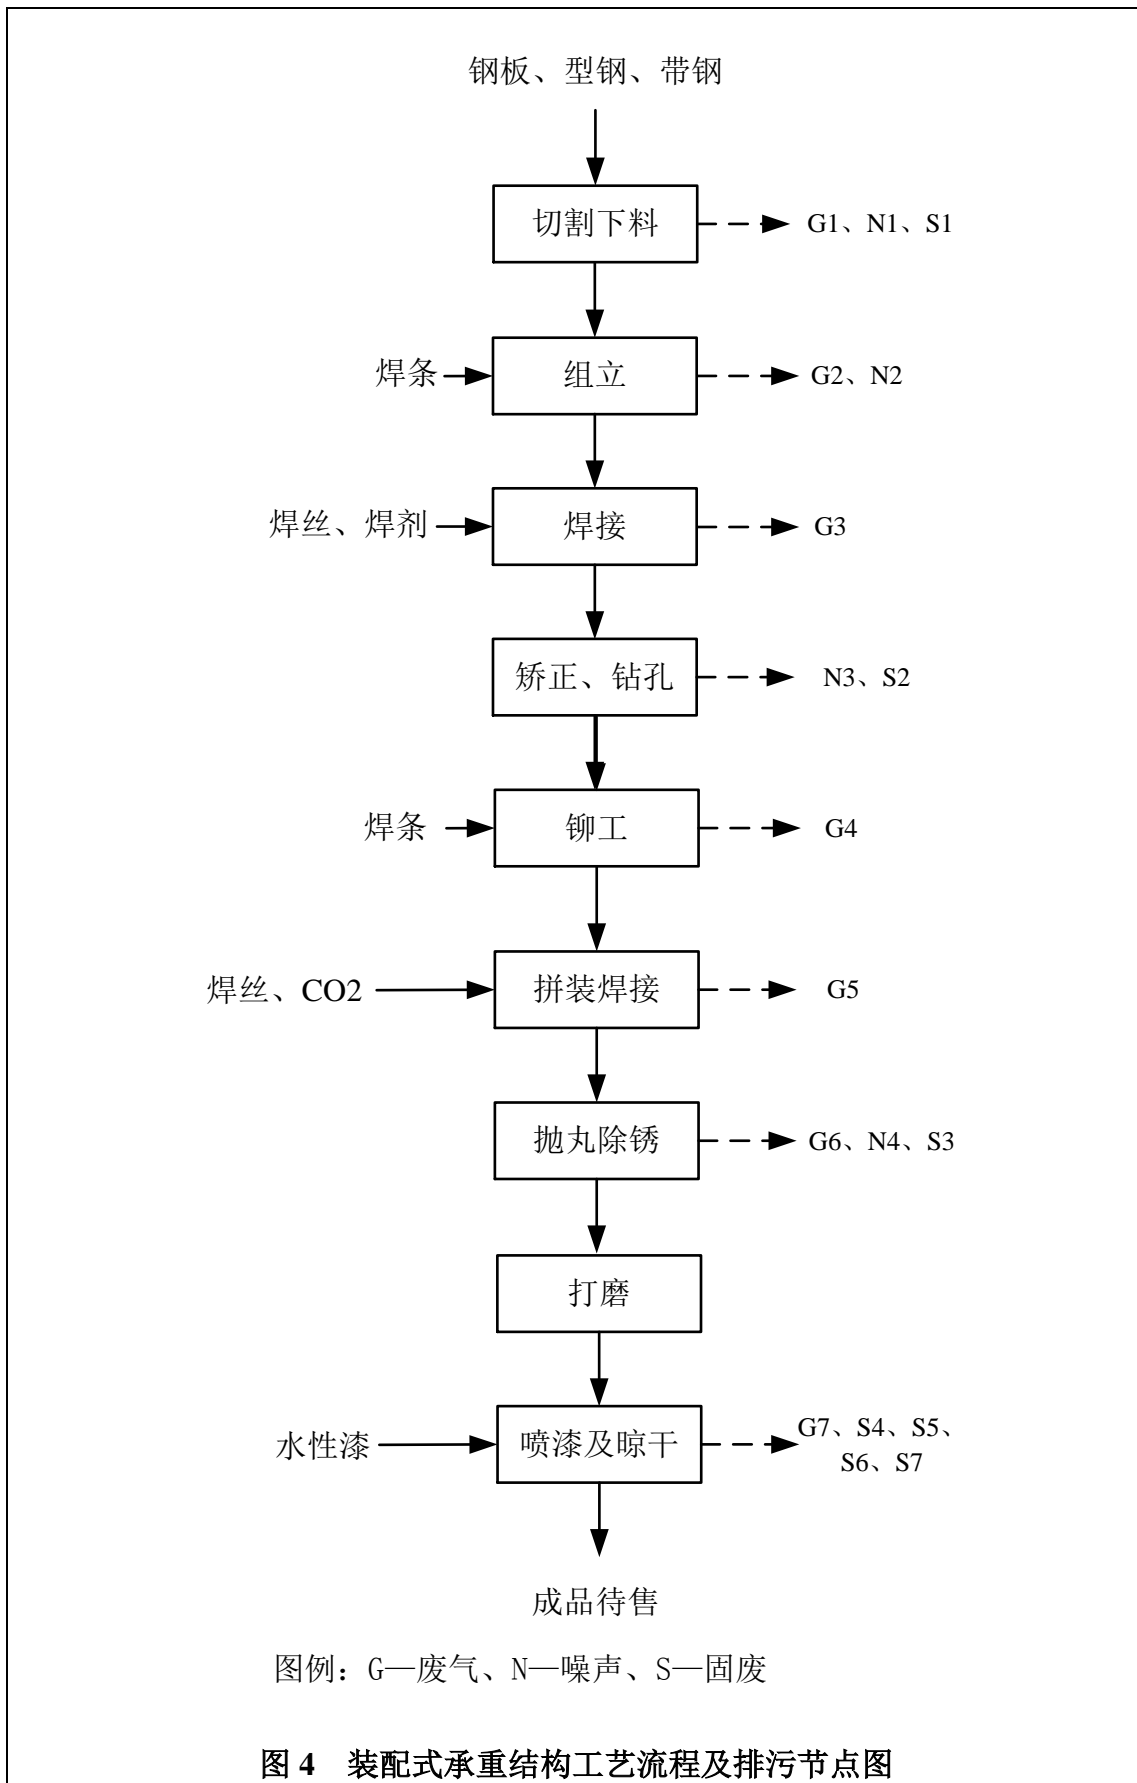 钢板、型钢、带钢
切割下料
G1、N1、S1
焊条
组立
G2、N2
焊丝、焊剂
焊接
G3
矫正、钻孔
N3、S2
焊条
铆工
G4
焊丝、CO2
拼装焊接
G5
抛丸除锈
G6、N4、S3
打磨
水性漆
喷漆及晾干
G7、S4、S5、
S6、S7
成品待售
图例：G—废气、N—噪声、S—固废
图 4 装配式承重结构工艺流程及排污节点图